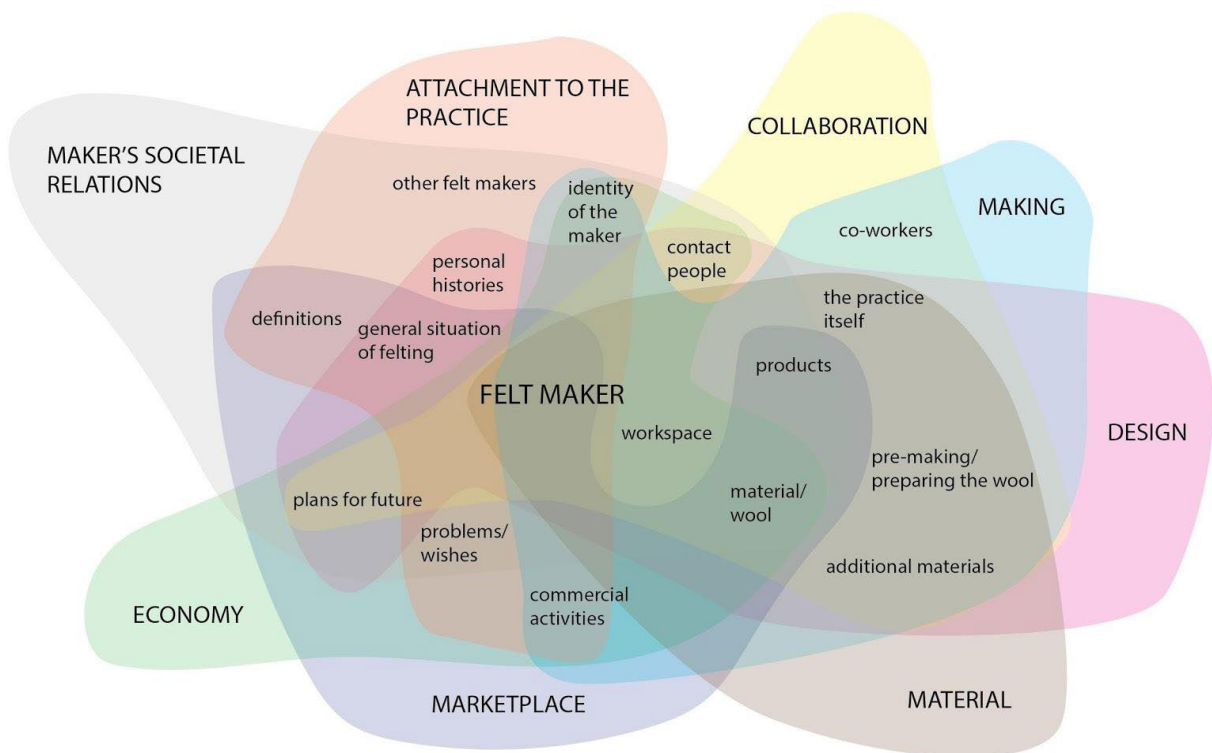 ATTACHMENT TO THE
PRACTICE
COLLABORATION
MAKER'S SOCIETAL
RELATIONS
other felt makers
identity
of the
maker
MAKING
co-workers
contact
people
personal
histories
the practice
itself
definitions
general situation
of felting
products
FELT MAKER
workspace
DESIGN
pre-making/
preparing the wool
plans for future
material/
wool
problems/
wishes
additional materials
commercial
activities
ECONOMY
MARKETPLACE
MATERIAL